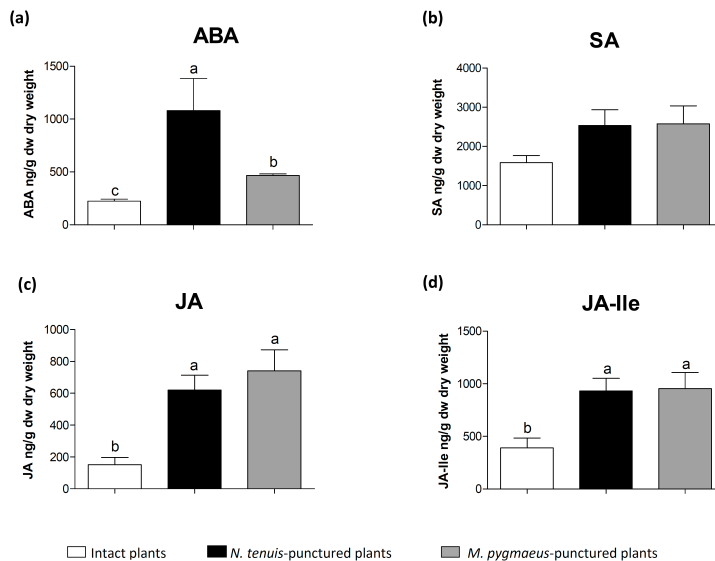 (a)
ABA
ABA ng/g dw dry weight
1500
1000
500
0
c
a
b
(b)
SA
SA ng/g dw dry weight
4000
3000
2000
1000
0
(c)
JA
JA ng/g dw dry weight
1000
800
600
400
200
0
b
a
a
(d)
JA-Ile
JA-Ile ng/g dw dry weight
1500
1000
500
0
b
a
a
Intact plants
N. tenuis-punctured plants
M. pygmaeus-punctured plants